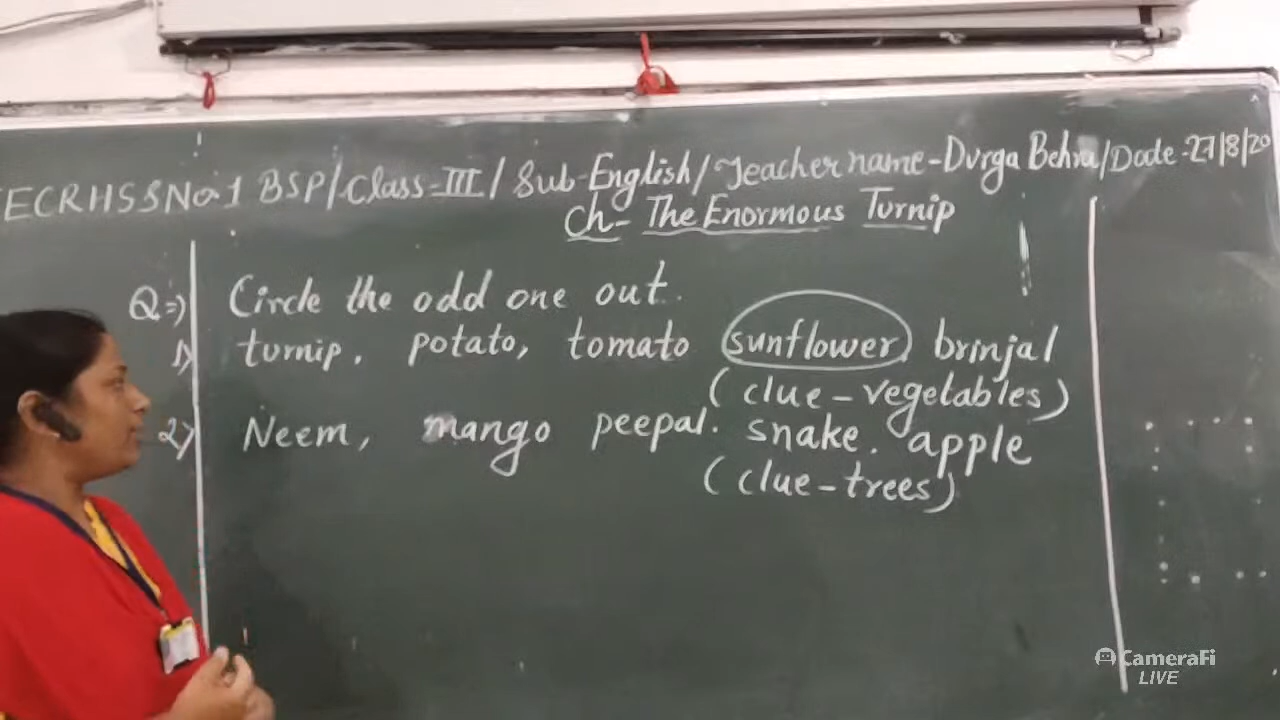 ECRHSSNo.1 BSP/Class-III/Sub-English/Teacher name-Durga Behra/Date-27/8/20
Ch- The Enormous Turnip
Q=) Circle the odd one out.
1) turnip. potato, tomato sunflower brinjal
(clue-vegetables)
2) Neem, mango peepal. snake. apple
(clue-trees)
CameraFi
LIVE